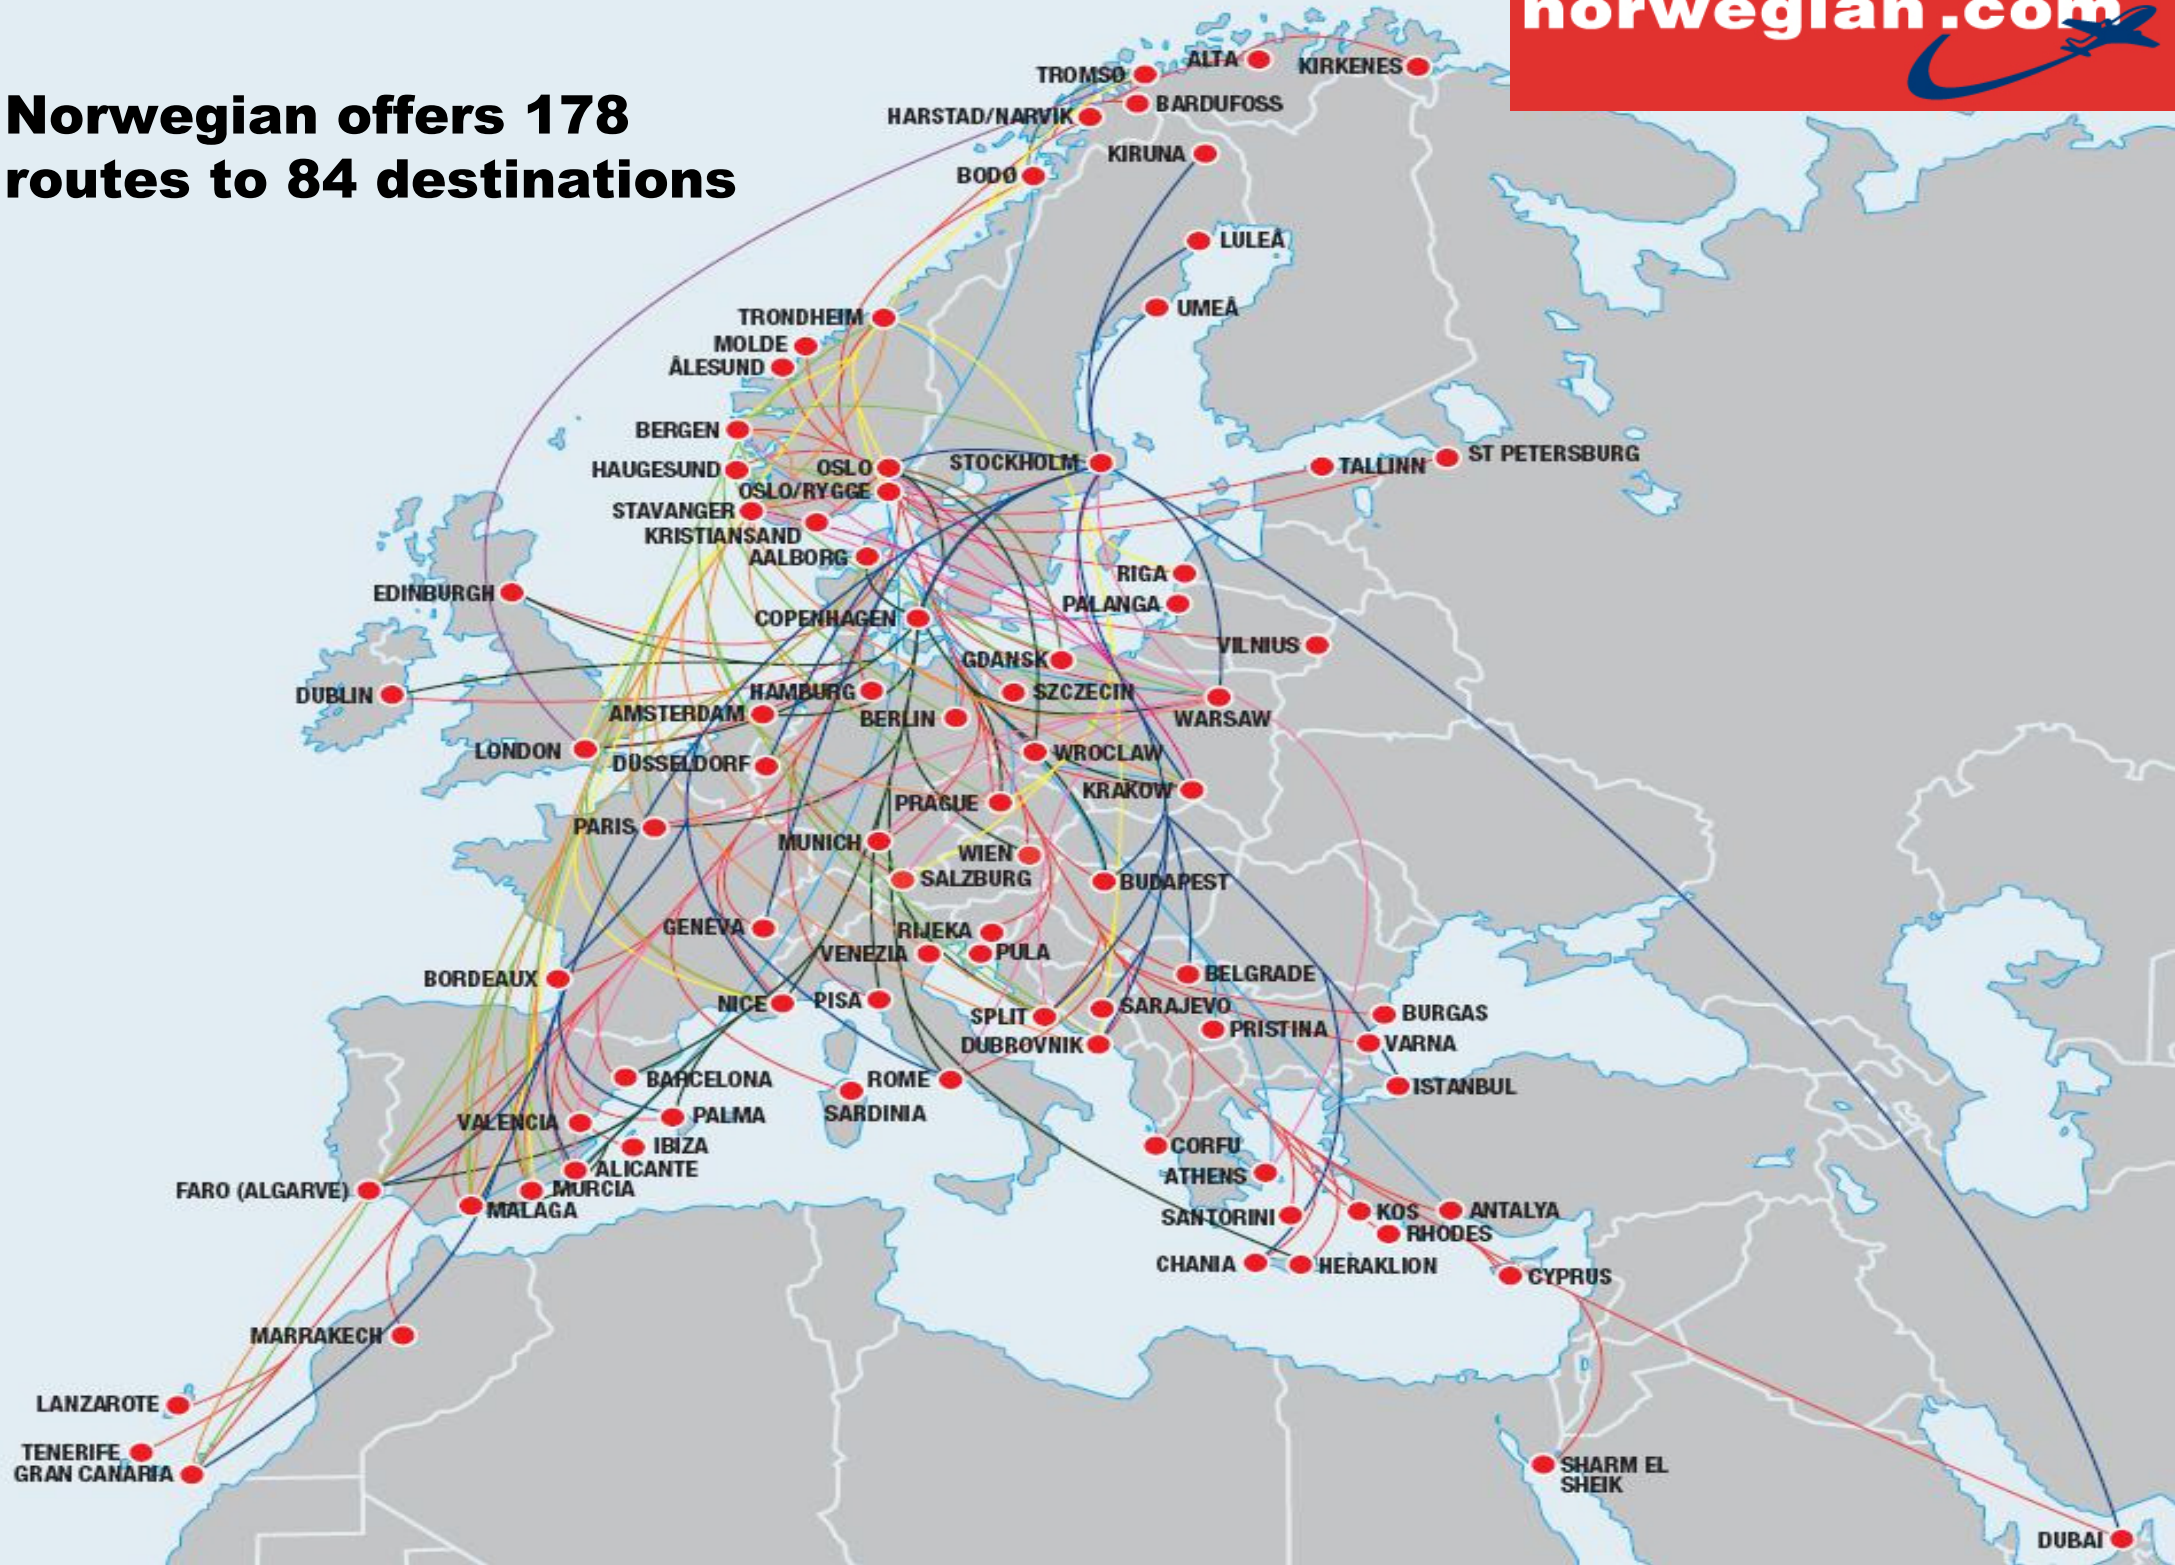 norwegian.com
Norwegian offers 178
routes to 84 destinations
ALTA
KIRKENES
TROMSØ
BARDUFOSS
HARSTAD/NARVIK
KIRUNA
BODØ
LULEÅ
UMEÅ
TRONDHEIM
MOLDE
ÅLESUND
BERGEN
HAUGESUND
OSLO
STOCKHOLM
TALLINN
ST PETERSBURG
OSLO/RYGGE
STAVANGER
KRISTIANSAND
AALBORG
RIGA
EDINBURGH
PALANGA
COPENHAGEN
VILNIUS
GDANSK
DUBLIN
HAMBURG
SZCZECIN
AMSTERDAM
BERLIN
WARSAW
LONDON
DÜSSELDORF
WROCLAW
KRAKOW
PRAGUE
PARIS
MUNICH
WIEN
SALZBURG
BUDAPEST
GENEVA
RIJEKA
VENEZIA
PULA
BORDEAUX
BELGRADE
NICE
PISA
SPLIT
SARAJEVO
BURGAS
PRISTINA
DUBROVNIK
VARNA
BARCELONA
ROME
ISTANBUL
SARDINIA
VALENCIA
PALMA
IBIZA
CORFU
ALICANTE
ATHENS
FARO (ALGARVE)
MURCIA
MALAGA
SANTORINI
KOS
ANTALYA
RHODES
CHANIA
HERAKLION
CYPRUS
MARRAKECH
LANZAROTE
TENERIFE
GRAN CANARIA
SHARM EL
SHEIK
DUBAI